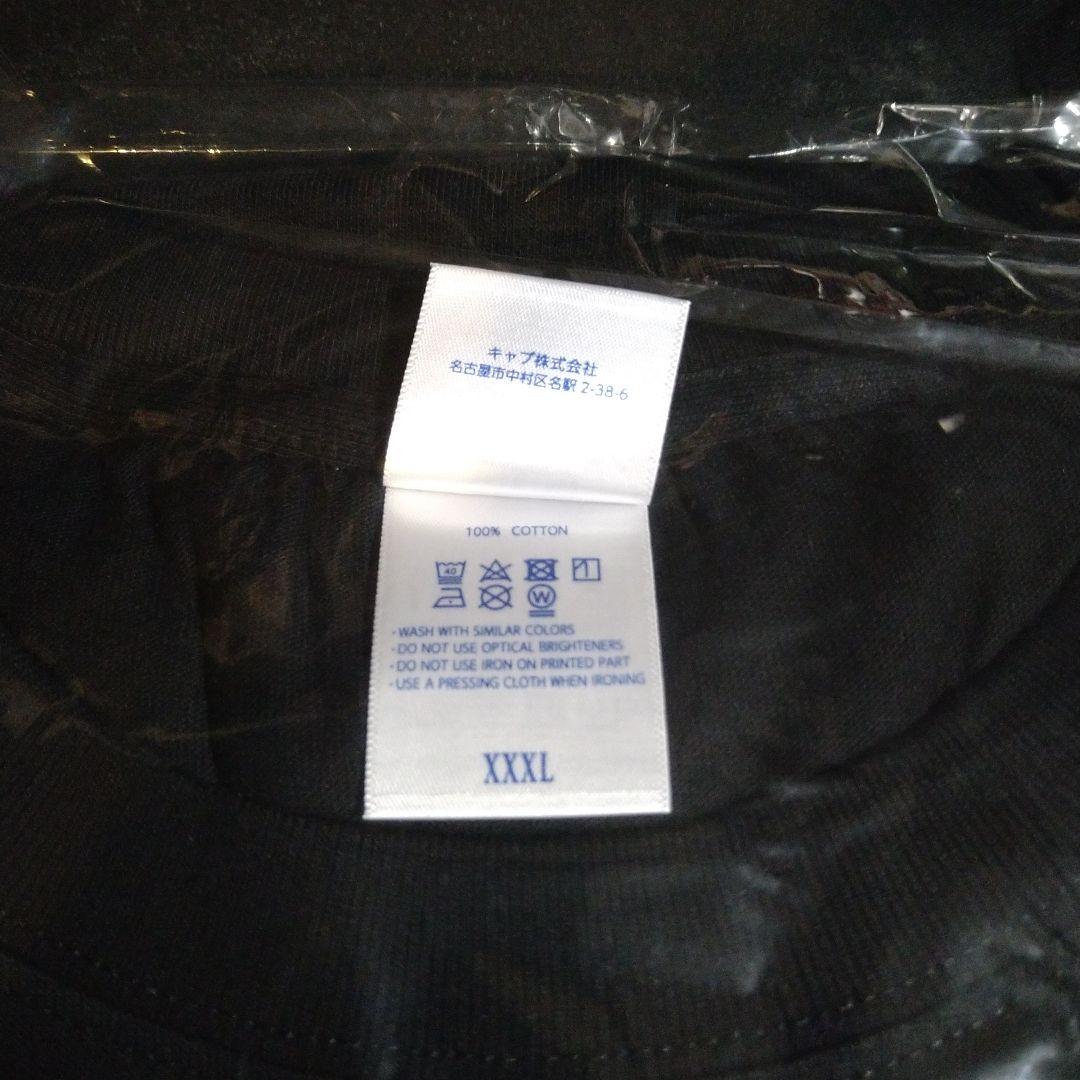 キャブ株式会社
名古屋市中村区名駅 2-38-6
100% COTTON
40
W
・WASH WITH SIMILAR COLORS
・DO NOT USE OPTICAL BRIGHTENERS
・DO NOT USE IRON ON PRINTED PART
・USE A PRESSING CLOTH WHEN IRONING
XXXL